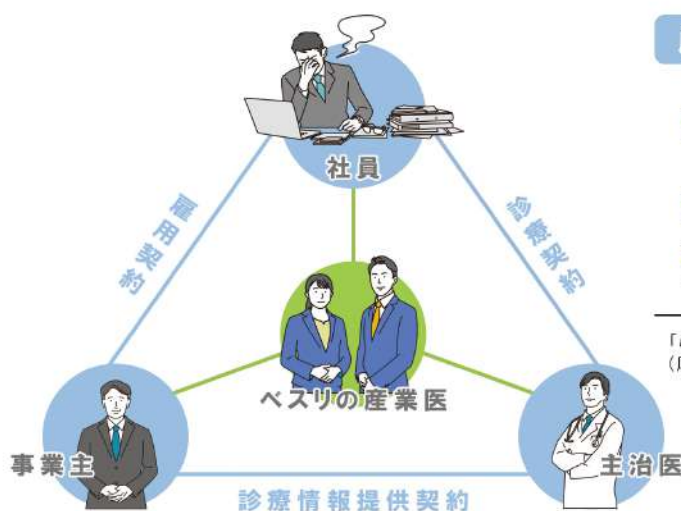 社員
雇用契約
診療契約
ベスリの産業医
事業主
主治医
診療情報提供契約